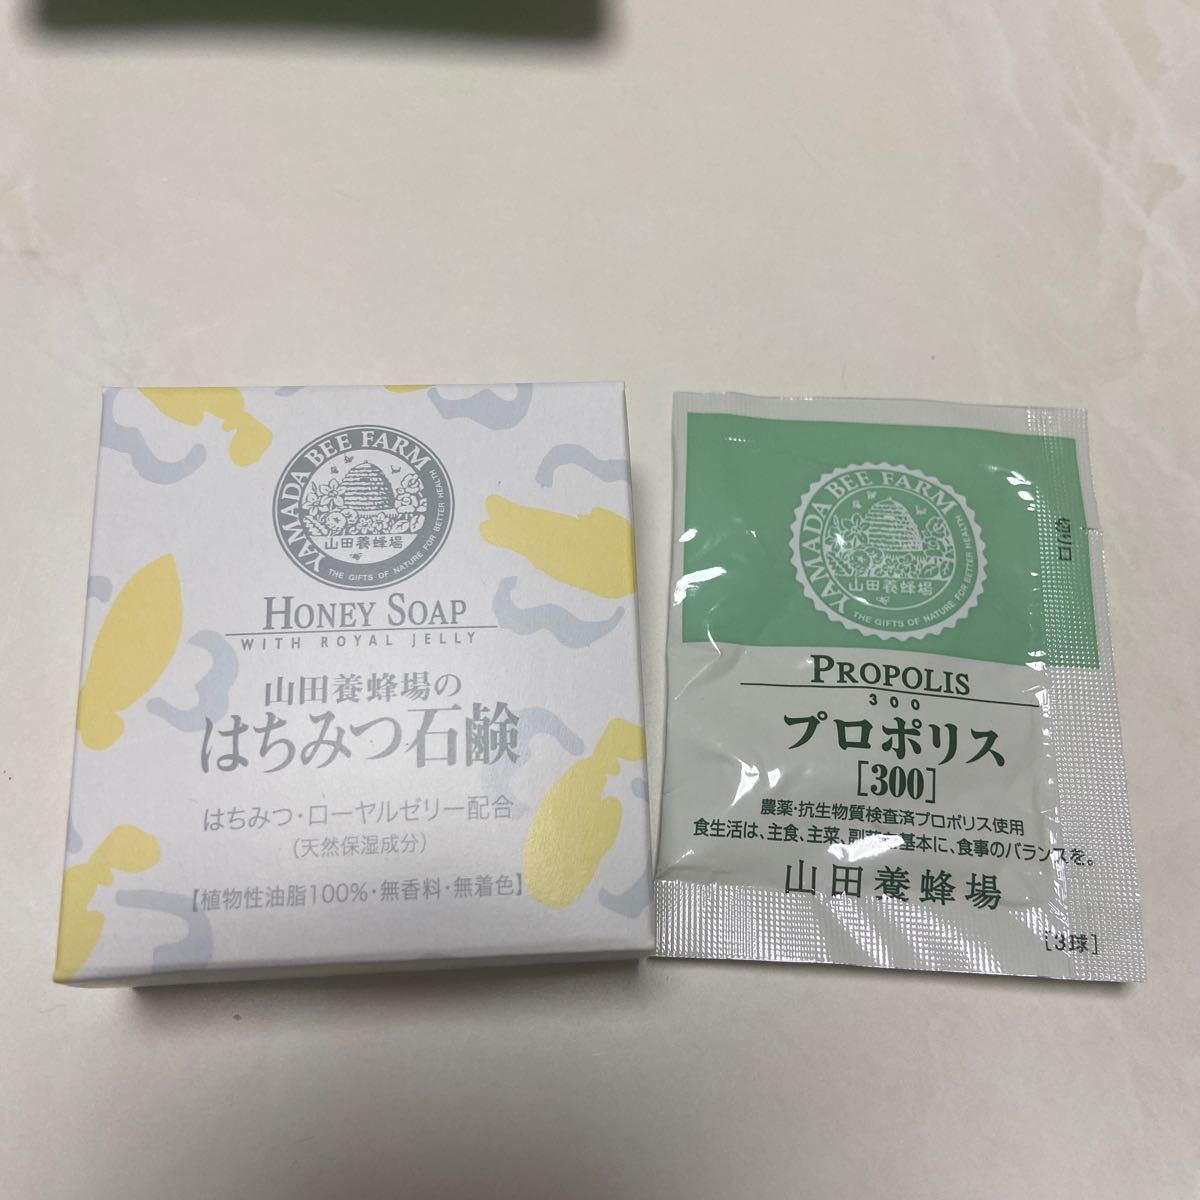 YAMADA BEE FARM
山田養蜂場
THE GIFTS OF NATURE FOR BETTER HEALTH
HONEY SOAP
WITH ROYAL JELLY
山田養蜂場の
はちみつ石鹸
はちみつ・ローヤルゼリー配合
(天然保湿成分)
【植物性油脂100%・無香料・無着色】
YAMADA BEE FARM
山田養蜂場
THE GIFTS OF NATURE FOR BETTER HEALTH
PROPOLIS
300
プロポリス
[300]
農薬・抗生物質検査済プロポリス使用
食生活は、主食、主菜、副菜を基本に、食事のバランスを。
山田養蜂場
[3球]